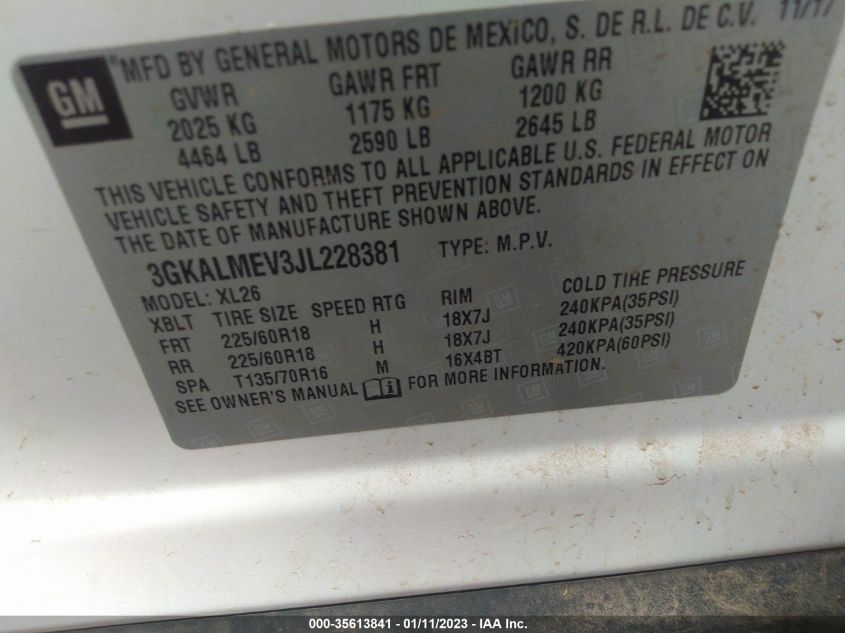 GM
*MFD BY GENERAL MOTORS DE MEXICO, S. DE R.L. DE C.V. 11/17
GVWR GAWR FRT GAWR RR
2025 KG 1175 KG 1200 KG
4464 LB 2590 LB 2645 LB
THIS VEHICLE CONFORMS TO ALL APPLICABLE U.S. FEDERAL MOTOR
VEHICLE SAFETY AND THEFT PREVENTION STANDARDS IN EFFECT ON
THE DATE OF MANUFACTURE SHOWN ABOVE.
3GKALMEV3JL228381 TYPE: M.P.V.
MODEL: XL26
XBLT TIRE SIZE SPEED RTG RIM COLD TIHE PRESSURE
FRT 225/60R18 H 18X7J 240KPA(35PSI)
RR 225/60R18 H 18X7J 240KPA(35PSI)
SPA T135/70R16 M 16X4BT 420KPA(60PSI)
SEE OWNER'S MANUAL FOR MORE INFORMATION.
000-35613841 - 01/11/2023 - IAA Inc.